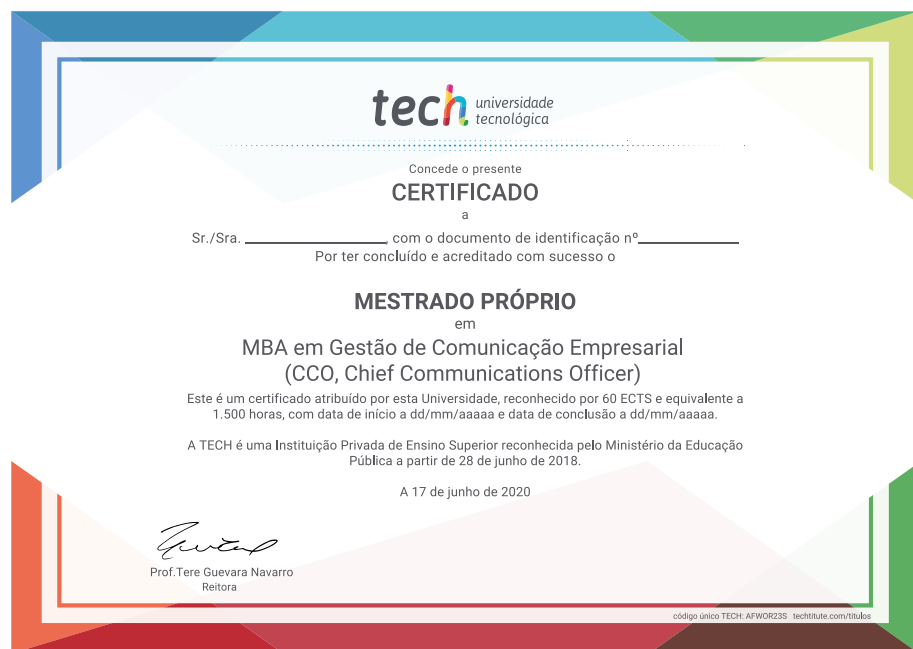 tech universidade
tecnológica
Concede o presente
CERTIFICADO
a
Sr./Sra. ________________, com o documento de identificação nº____________
Por ter concluído e acreditado com sucesso o
MESTRADO PRÓPRIO
em
MBA em Gestão de Comunicação Empresarial
(CCO, Chief Communications Officer)
Este é um certificado atribuído por esta Universidade, reconhecido por 60 ECTS e equivalente a
1.500 horas, com data de início a dd/mm/aaaaa e data de conclusão a dd/mm/aaaaa.
A TECH é uma Instituição Privada de Ensino Superior reconhecida pelo Ministério da Educação
Pública a partir de 28 de junho de 2018.
A 17 de junho de 2020
Prof.Tere Guevara Navarro
Reitora
código único TECH: AFWOR23S techtitute.com/titulos